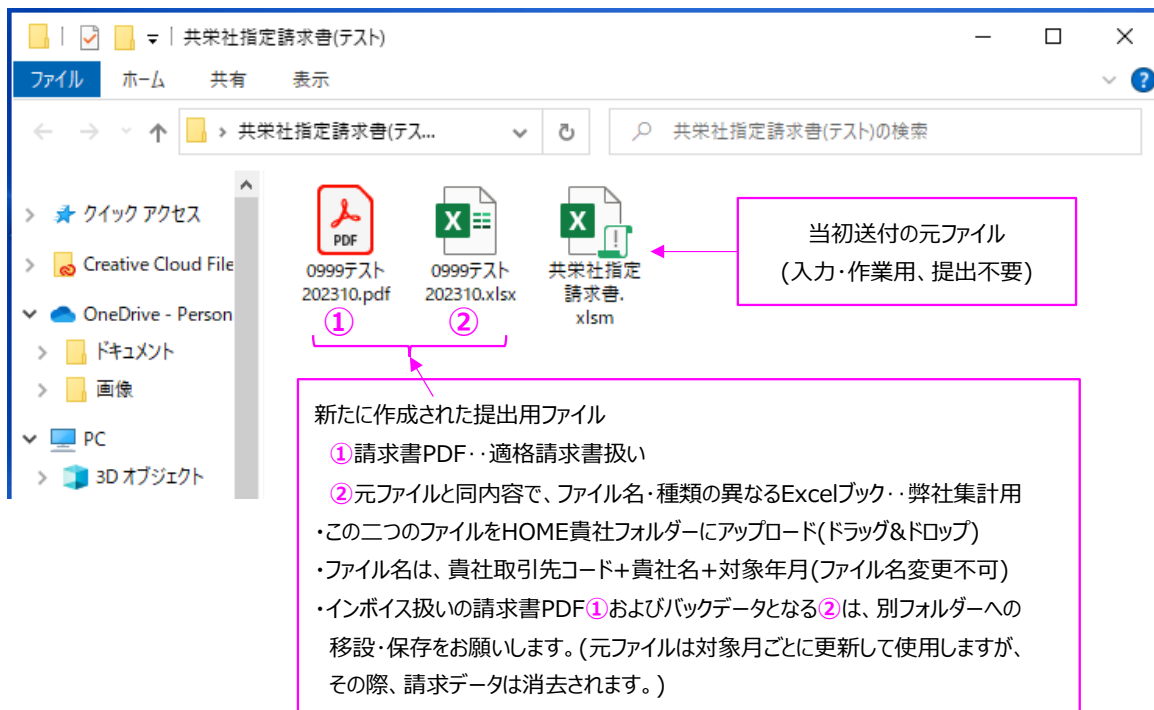 共栄社指定請求書(テスト)
ファイル ホーム 共有 表示
共栄社指定請求書(テス... 共栄社指定請求書(テスト)の検索
クイック アクセス
Creative Cloud File
OneDrive - Person
ドキュメント
画像
PC
3D オブジェクト
PDF
0999テスト
202310.pdf
①
0999テスト
202310.xlsx
②
共栄社指定
請求書.
xlsm
当初送付の元ファイル
(入力・作業用、提出不要)
新たに作成された提出用ファイル
①請求書PDF‥適格請求書扱い
②元ファイルと同内容で、ファイル名・種類の異なるExcelブック‥弊社集計用
・この二つのファイルをHOME貴社フォルダーにアップロード(ドラッグ&ドロップ)
・ファイル名は、貴社取引先コード+貴社名+対象年月(ファイル名変更不可)
・インボイス扱いの請求書PDF①およびバックデータとなる②は、別フォルダーへの
移設・保存をお願いします。(元ファイルは対象月ごとに更新して使用しますが、
その際、請求データは消去されます。)